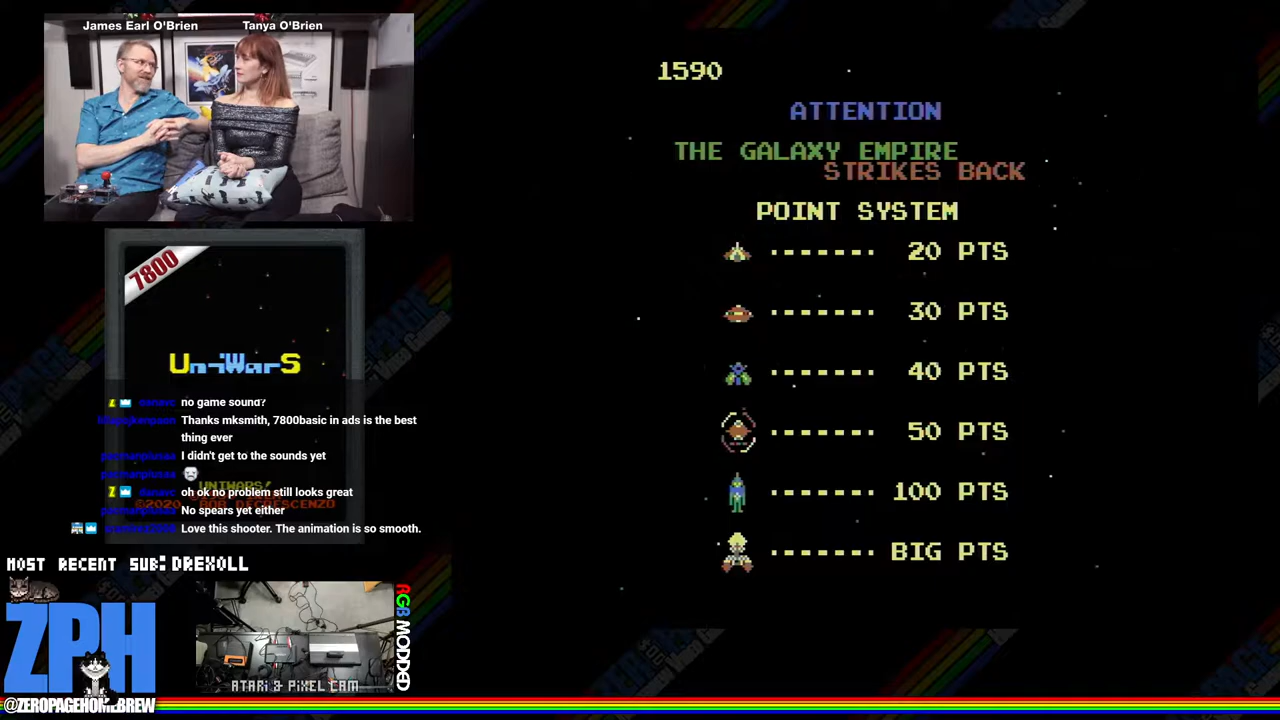 James Earl O'Brien
Tanya O'Brien
1590
ATTENTION
THE GALAXY EMPIRE
STRIKES BACK
POINT SYSTEM
20 PTS
30 PTS
40 PTS
50 PTS
100 PTS
BIG PTS
7800
UniWarS
no game sound?
Thanks mksmith, 7800basic in ads is the best
thing ever
I didn't get to the sounds yet
oh ok no problem still looks great
No spears yet either
Love this shooter. The animation is so smooth.
UNIWARS!
©2020 BOB DECRESCENZO
MOST RECENT SUB: DREXOLL
ZPH
@ZEROPAGEHOMEBREW
ATARI & PIXEL CAM
RGB MODDED